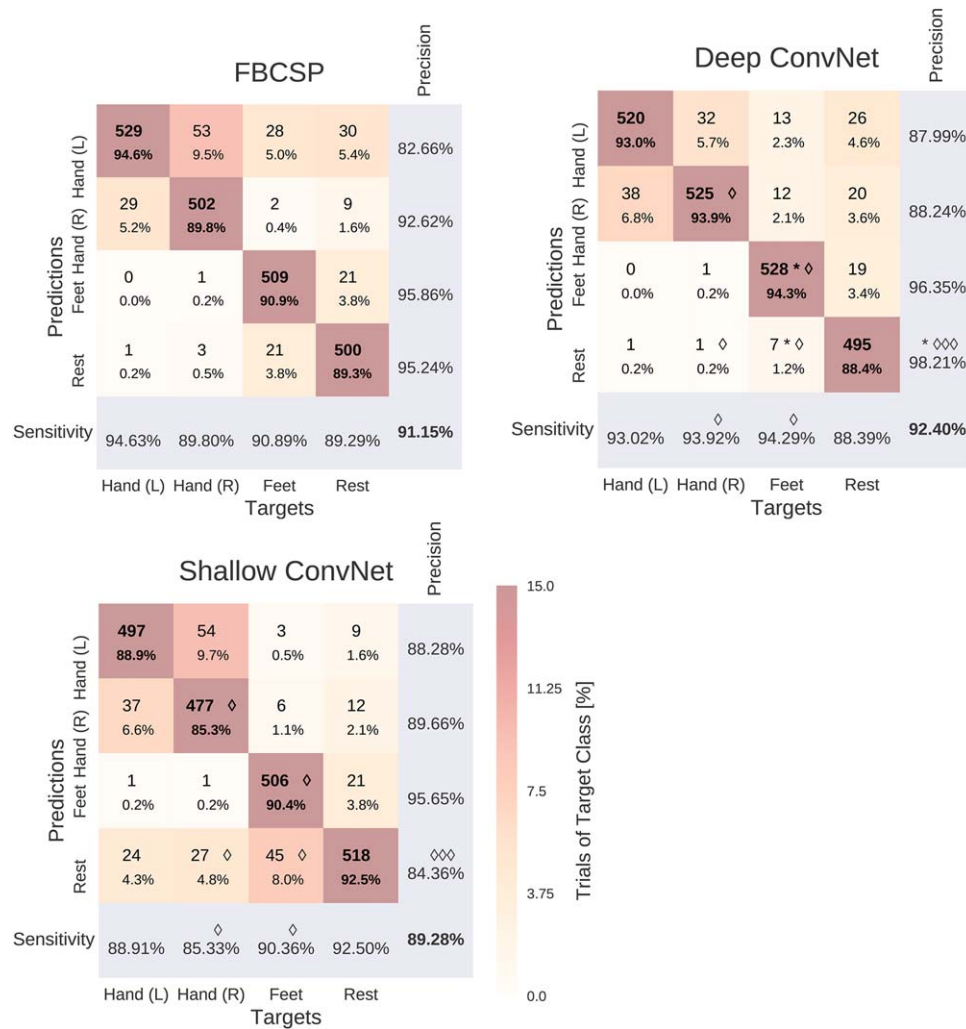 FBCSP
Precision
Predictions
Hand (L)
529 53 28 30
94.6% 9.5% 5.0% 5.4%
82.66%
Hand (R)
29 502 2 9
5.2% 89.8% 0.4% 1.6%
92.62%
Feet
0 1 509 21
0.0% 0.2% 90.9% 3.8%
95.86%
Rest
1 3 21 500
0.2% 0.5% 3.8% 89.3%
95.24%
Sensitivity
94.63% 89.80% 90.89% 89.29% 91.15%
Hand (L) Hand (R) Feet Rest
Targets
Deep ConvNet
Precision
Predictions
Hand (L)
520 32 13 26
93.0% 5.7% 2.3% 4.6%
87.99%
Hand (R)
38 525 ◊ 12 20
6.8% 93.9% 2.1% 3.6%
88.24%
Feet
0 1 528 * ◊ 19
0.0% 0.2% 94.3% 3.4%
96.35%
Rest
1 1 ◊ 7 * ◊ 495
0.2% 0.2% 1.2% 88.4%
* ◊◊◊
98.21%
Sensitivity
◊ ◊
93.02% 93.92% 94.29% 88.39% 92.40%
Hand (L) Hand (R) Feet Rest
Targets
Shallow ConvNet
Precision
Predictions
Hand (L)
497 54 3 9
88.9% 9.7% 0.5% 1.6%
88.28%
Hand (R)
37 477 ◊ 6 12
6.6% 85.3% 1.1% 2.1%
89.66%
Feet
1 1 506 ◊ 21
0.2% 0.2% 90.4% 3.8%
95.65%
Rest
24 27 ◊ 45 ◊ 518
4.3% 4.8% 8.0% 92.5%
◊◊◊
84.36%
Sensitivity
◊ ◊
88.91% 85.33% 90.36% 92.50% 89.28%
Hand (L) Hand (R) Feet Rest
Targets
15.0
11.25
7.5
3.75
0.0
Trials of Target Class [%]